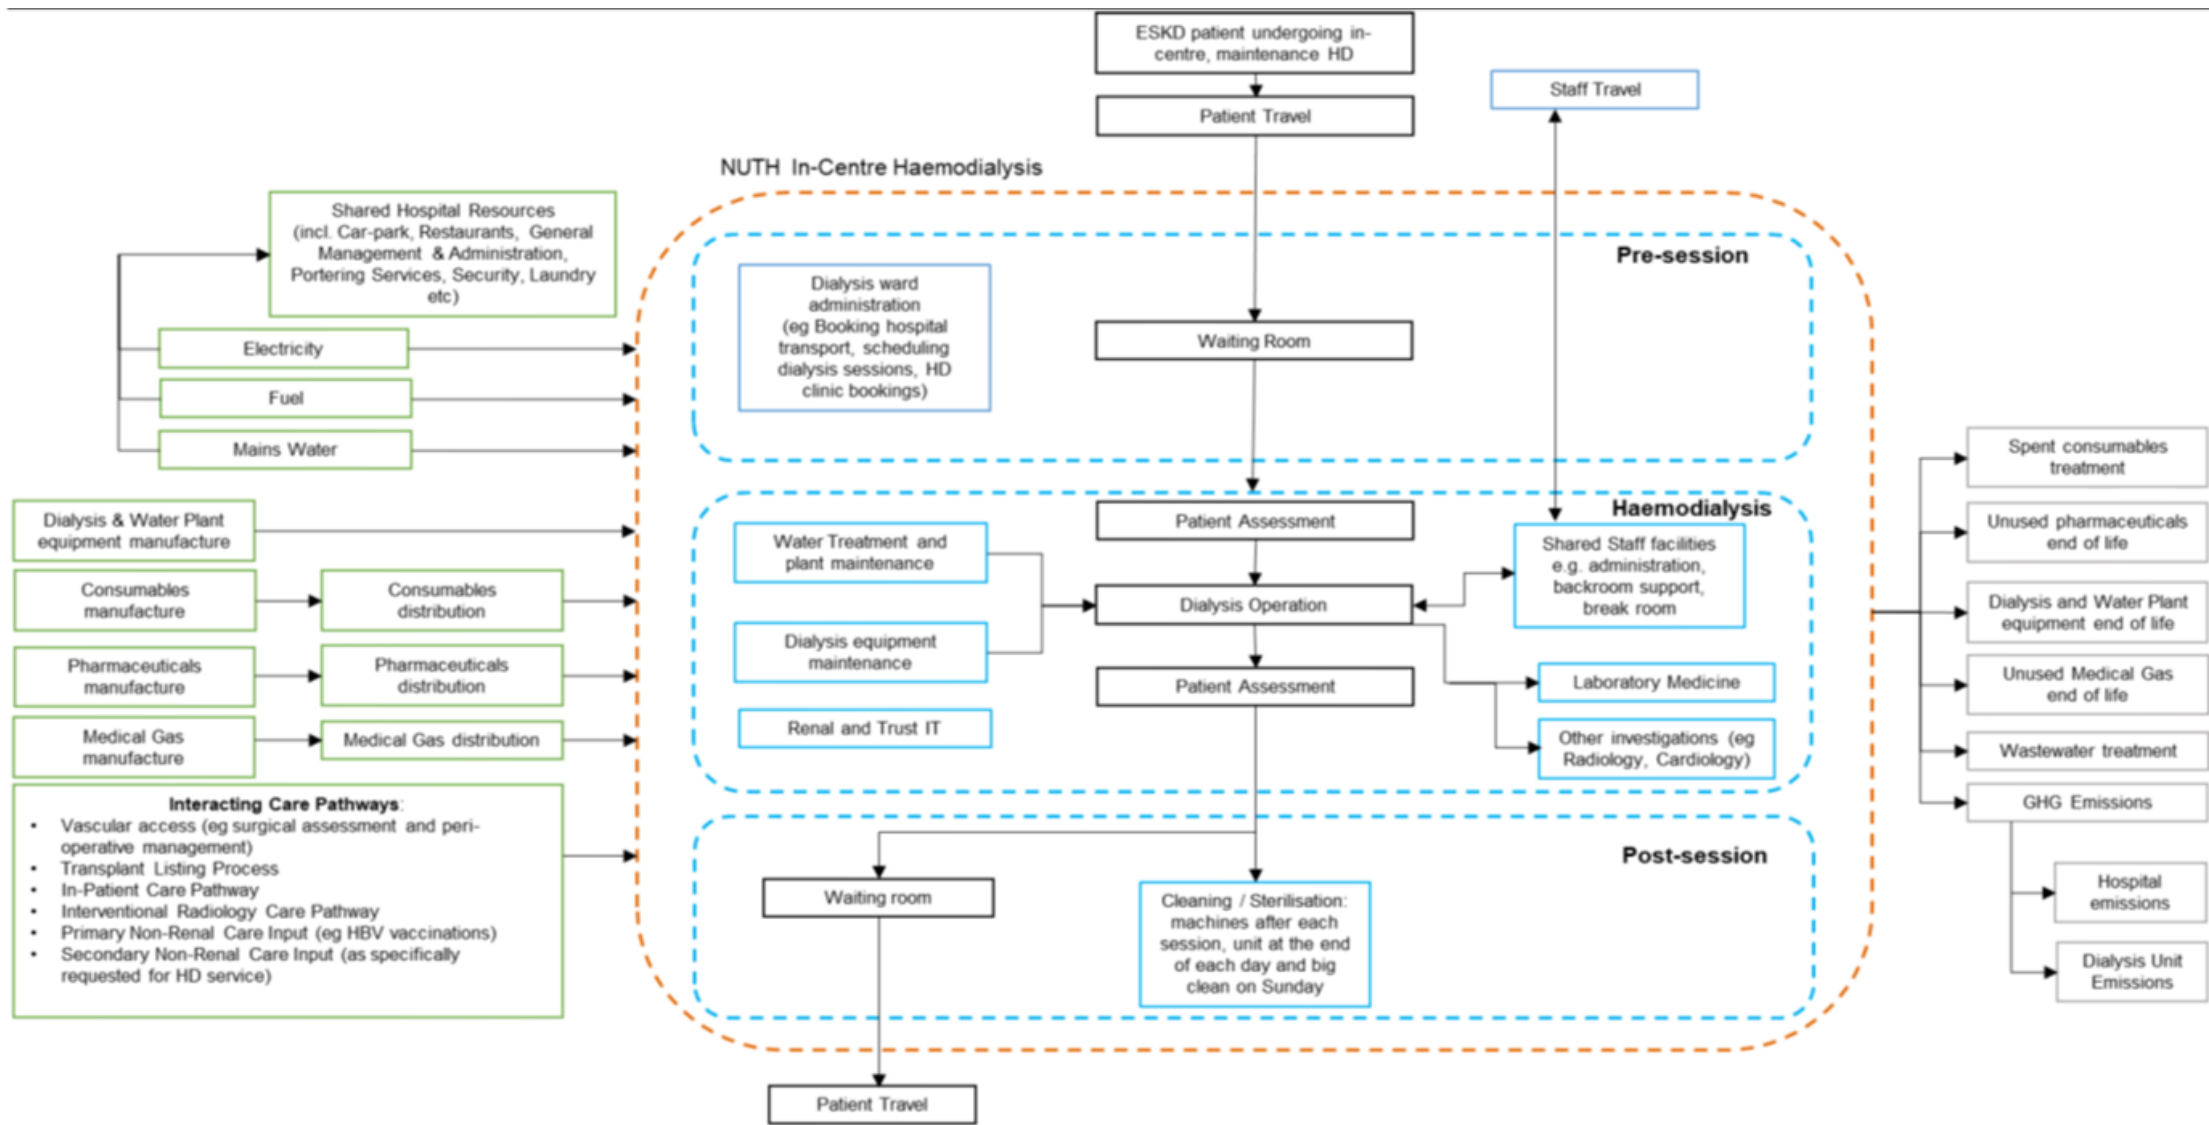 ESKD patient undergoing in-
centre, maintenance HD
Patient Travel
Staff Travel
NUTH In-Centre Haemodialysis
Shared Hospital Resources
(incl. Car-park, Restaurants, General
Management & Administration,
Portering Services, Security, Laundry
etc)
Electricity
Fuel
Mains Water
Dialysis & Water Plant
equipment manufacture
Consumables
manufacture
Consumables
distribution
Pharmaceuticals
manufacture
Pharmaceuticals
distribution
Medical Gas
manufacture
Medical Gas distribution
Interacting Care Pathways:
• Vascular access (eg surgical assessment and peri-
operative management)
• Transplant Listing Process
• In-Patient Care Pathway
• Interventional Radiology Care Pathway
• Primary Non-Renal Care Input (eg HBV vaccinations)
• Secondary Non-Renal Care Input (as specifically
requested for HD service)
Pre-session
Dialysis ward
administration
(eg Booking hospital
transport, scheduling
dialysis sessions, HD
clinic bookings)
Waiting Room
Haemodialysis
Patient Assessment
Water Treatment and
plant maintenance
Dialysis Operation
Shared Staff facilities
e.g. administration,
backroom support,
break room
Dialysis equipment
maintenance
Patient Assessment
Laboratory Medicine
Renal and Trust IT
Other investigations (eg
Radiology, Cardiology)
Post-session
Waiting room
Cleaning / Sterilisation:
machines after each
session, unit at the end
of each day and big
clean on Sunday
Patient Travel
Spent consumables
treatment
Unused pharmaceuticals
end of life
Dialysis and Water Plant
equipment end of life
Unused Medical Gas
end of life
Wastewater treatment
GHG Emissions
Hospital
emissions
Dialysis Unit
Emissions